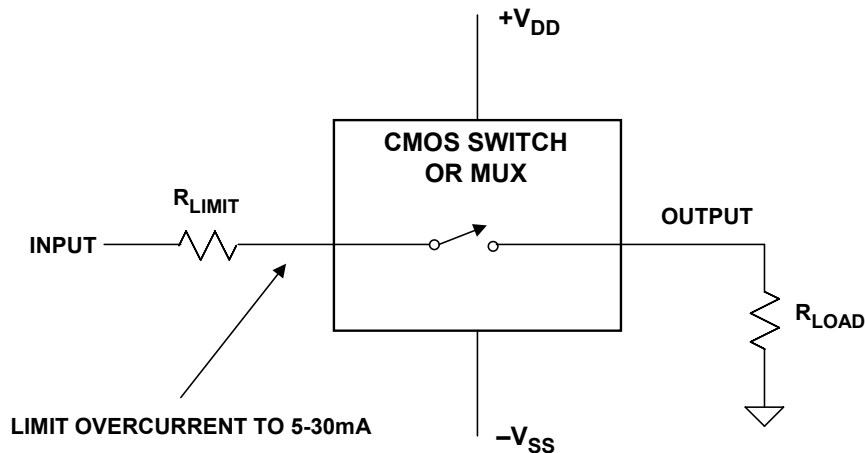 +VDD
CMOS SWITCH
OR MUX
RLIMIT
OUTPUT
INPUT
RLOAD
LIMIT OVERCURRENT TO 5-30mA
–VSS